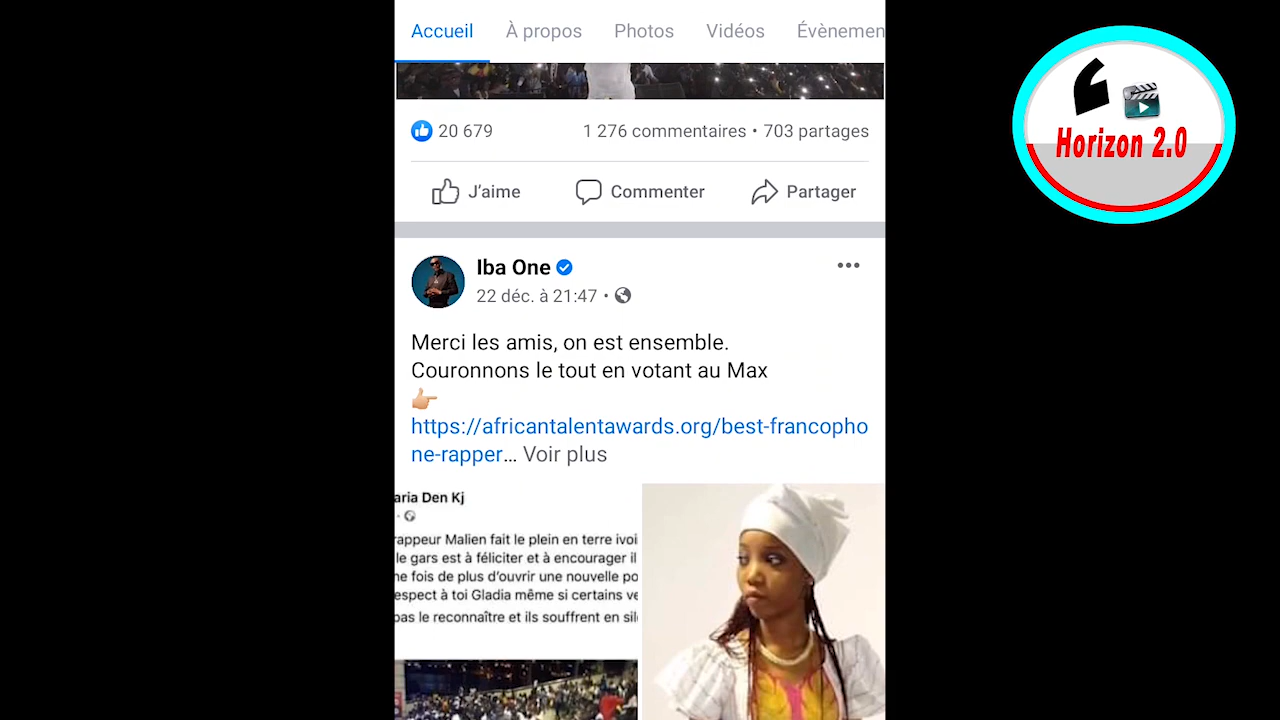 Accueil À propos Photos Vidéos Évènemen
20 679 1 276 commentaires • 703 partages
J'aime Commenter Partager
Horizon 2.0
Iba One
22 déc. à 21:47 •
Merci les amis, on est ensemble.
Couronnons le tout en votant au Max
https://africantalentawards.org/best-francopho
ne-rapper… Voir plus
aria Den Kj
rappeur Malien fait le plein en terre ivoi
le gars est à féliciter et à encourager il
ne fois de plus d'ouvrir une nouvelle po
espect à toi Gladia même si certains ve
pas le reconnaître et ils souffrent en sil